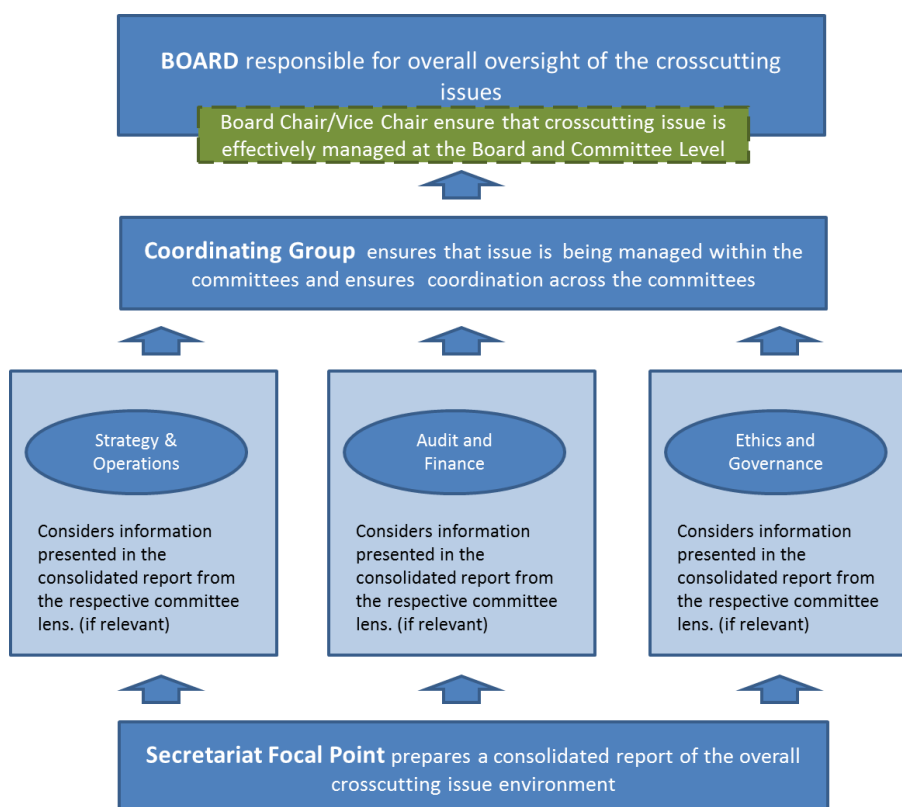 BOARD responsible for overall oversight of the crosscutting
issues
Board Chair/Vice Chair ensure that crosscutting issue is
effectively managed at the Board and Committee Level
Coordinating Group ensures that issue is being managed within the
committees and ensures coordination across the committees
Strategy &
Operations
Considers information
presented in the
consolidated report from
the respective committee
lens. (if relevant)
Audit and
Finance
Considers information
presented in the
consolidated report from
the respective committee
lens. (if relevant)
Ethics and
Governance
Considers information
presented in the
consolidated report from
the respective committee
lens. (if relevant)
Secretariat Focal Point prepares a consolidated report of the overall
crosscutting issue environment